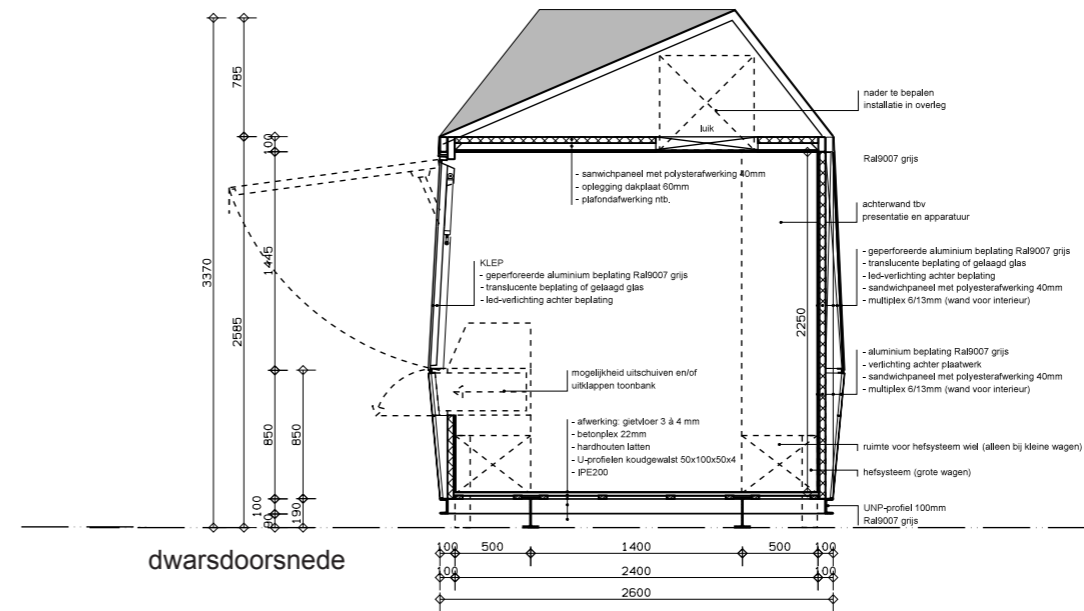 nader te bepalen
installatie in overleg
luik
Ral9007 grijs
- sanwichpaneel met polysterafwerking 40mm
- oplegging dakplaat 60mm
- plafondafwerking ntb.
achterwand tbv
presentatie en apparatuur
KLEP
- geperforeerde aluminium beplating Ral9007 grijs
- translucente beplating of gelaagd glas
- led-verlichting achter beplating
- geperforeerde aluminium beplating Ral9007 grijs
- translucente beplating of gelaagd glas
- led-verlichting achter beplating
- sandwichpaneel met polyesterafwerking 40mm
- multiplex 6/13mm (wand voor interieur)
- aluminium beplating Ral9007 grijs
- verlichting achter plaatwerk
- sandwichpaneel met polyesterafwerking 40mm
- multiplex 6/13mm (wand voor interieur)
mogelijkheid uitschuiven en/of
uitklappen toonbank
- afwerking: gietvloer 3 à 4 mm
- betonplex 22mm
- hardhouten latten
- U-profielen koudgewalst 50x100x50x4
- IPE200
ruimte voor hefsysteem wiel (alleen bij kleine wagen)
hefsysteem (grote wagen)
UNP-profiel 100mm
Ral9007 grijs
3370
785
2585
100
1445
850
100
90
850
190
2250
dwarsdoorsnede
100 500 1400 500 100
100 2400 100
2600